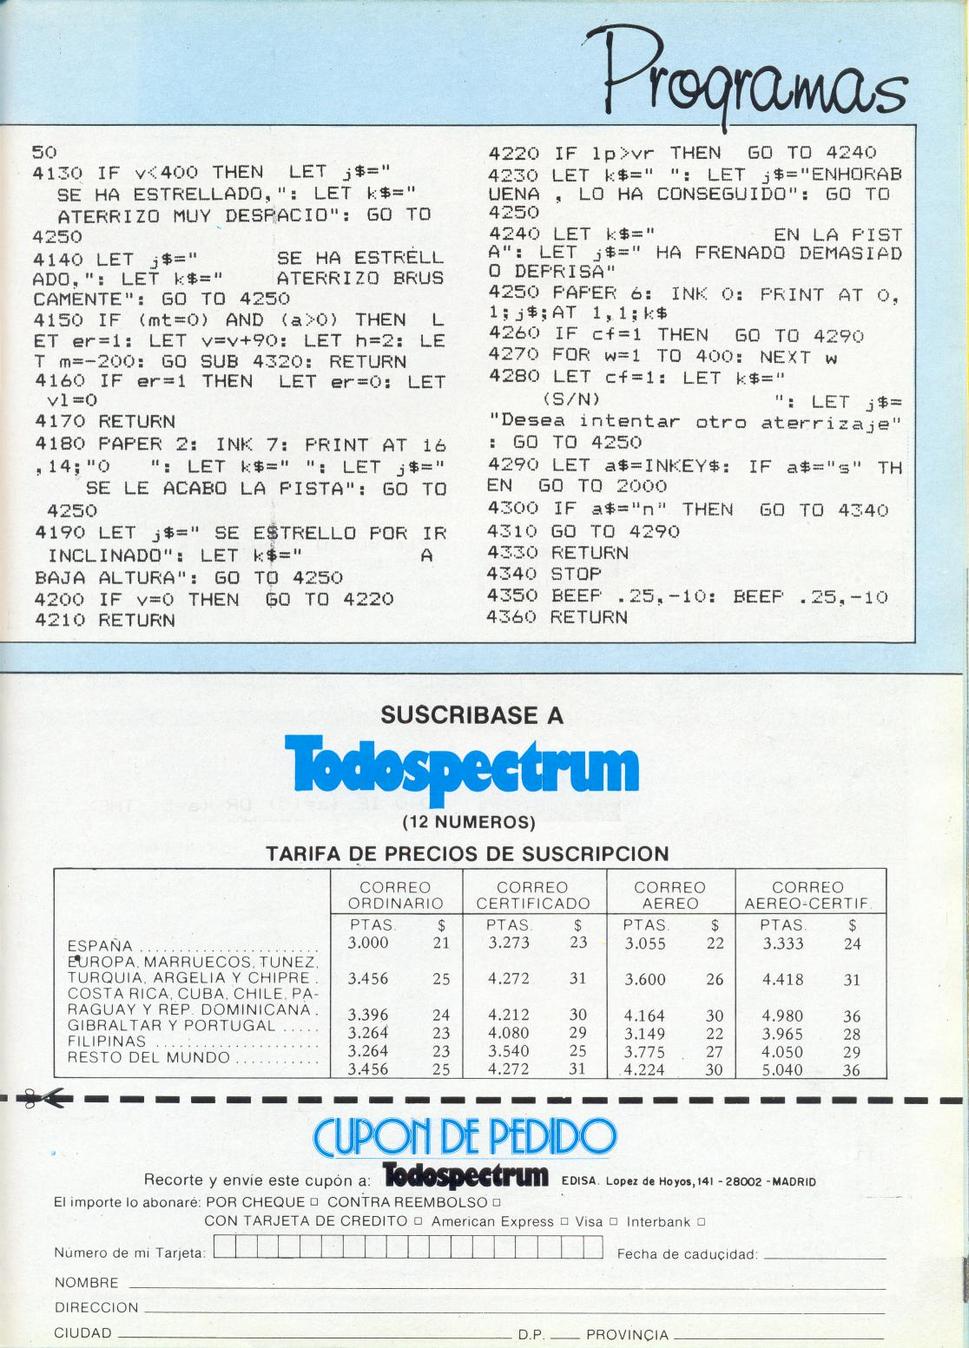 Programas
50
4130 IF v<400 THEN  LET j$="
SE HA ESTRELLADO,": LET k$="
ATERRIZO MUY DESPACIO": GO TO
4250
4140 LET j$="     SE HA ESTRELL
ADO,": LET k$="     ATERRIZO BRUS
CAMENTE": GO TO 4250
4150 IF (mt=0) AND (a>0) THEN  L
ET er=1: LET v=v+90: LET h=2: LE
T m=-200: GO SUB 4320: RETURN
4160 IF er=1 THEN  LET er=0: LET
vl=0
4170 RETURN
4180 PAPER 2: INK 7: PRINT AT 16
,14;"0   ": LET k$=" ": LET j$="
SE LE ACABO LA PISTA": GO TO
4250
4190 LET j$=" SE ESTRELLO POR IR
INCLINADO": LET k$="            A
BAJA ALTURA": GO TO 4250
4200 IF v=0 THEN  GO TO 4220
4210 RETURN
4220 IF lp>vr THEN  GO TO 4240
4230 LET k$=" ": LET j$="ENHORAB
UENA , LO HA CONSEGUIDO": GO TO
4250
4240 LET k$="            EN LA PIST
A": LET j$=" HA FRENADO DEMASIAD
O DEPRISA"
4250 PAPER 6: INK 0: PRINT AT 0,
1;j$;AT 1,1;k$
4260 IF cf=1 THEN  GO TO 4290
4270 FOR w=1 TO 400: NEXT w
4280 LET cf=1: LET k$="
(S/N)                  ": LET j$=
"Desea intentar otro aterrizaje"
: GO TO 4250
4290 LET a$=INKEY$: IF a$="s" TH
EN  GO TO 2000
4300 IF a$="n" THEN  GO TO 4340
4310 GO TO 4290
4330 RETURN
4340 STOP
4350 BEEP .25,-10: BEEP .25,-10
4360 RETURN
SUSCRIBASE A
Todospectrum
(12 NUMEROS)
TARIFA DE PRECIOS DE SUSCRIPCION
CORREO ORDINARIO CORREO CERTIFICADO CORREO AEREO CORREO AEREO-CERTIF.
PTAS. $ PTAS. $ PTAS. $ PTAS. $
ESPAÑA ...................... 3.000 21 3.273 23 3.055 22 3.333 24
EUROPA, MARRUECOS, TUNEZ,
TURQUIA, ARGELIA Y CHIPRE . 3.456 25 4.272 31 3.600 26 4.418 31
COSTA RICA, CUBA, CHILE, PA-
RAGUAY Y REP. DOMINICANA . 3.396 24 4.212 30 4.164 30 4.980 36
GIBRALTAR Y PORTUGAL ..... 3.264 23 4.080 29 3.149 22 3.965 28
FILIPINAS .................... 3.264 23 3.540 25 3.775 27 4.050 29
RESTO DEL MUNDO .......... 3.456 25 4.272 31 4.224 30 5.040 36
CUPON DE PEDIDO
Recorte y envíe este cupón a: Todospectrum EDISA. Lopez de Hoyos, 141 - 28002 - MADRID
El importe lo abonaré: POR CHEQUE □ CONTRA REEMBOLSO □
CON TARJETA DE CREDITO □ American Express □ Visa □ Interbank □
Número de mi Tarjeta: Fecha de caducidad:
NOMBRE
DIRECCION
CIUDAD D.P. PROVINCIA